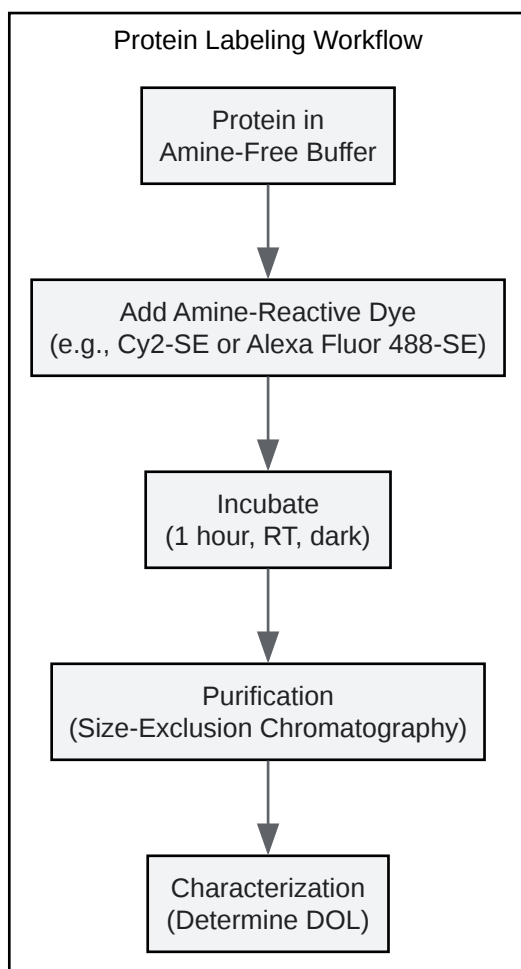 Protein Labeling Workflow
Protein in
Amine-Free Buffer
Add Amine-Reactive Dye
(e.g., Cy2-SE or Alexa Fluor 488-SE)
Incubate
(1 hour, RT, dark)
Purification
(Size-Exclusion Chromatography)
Characterization
(Determine DOL)